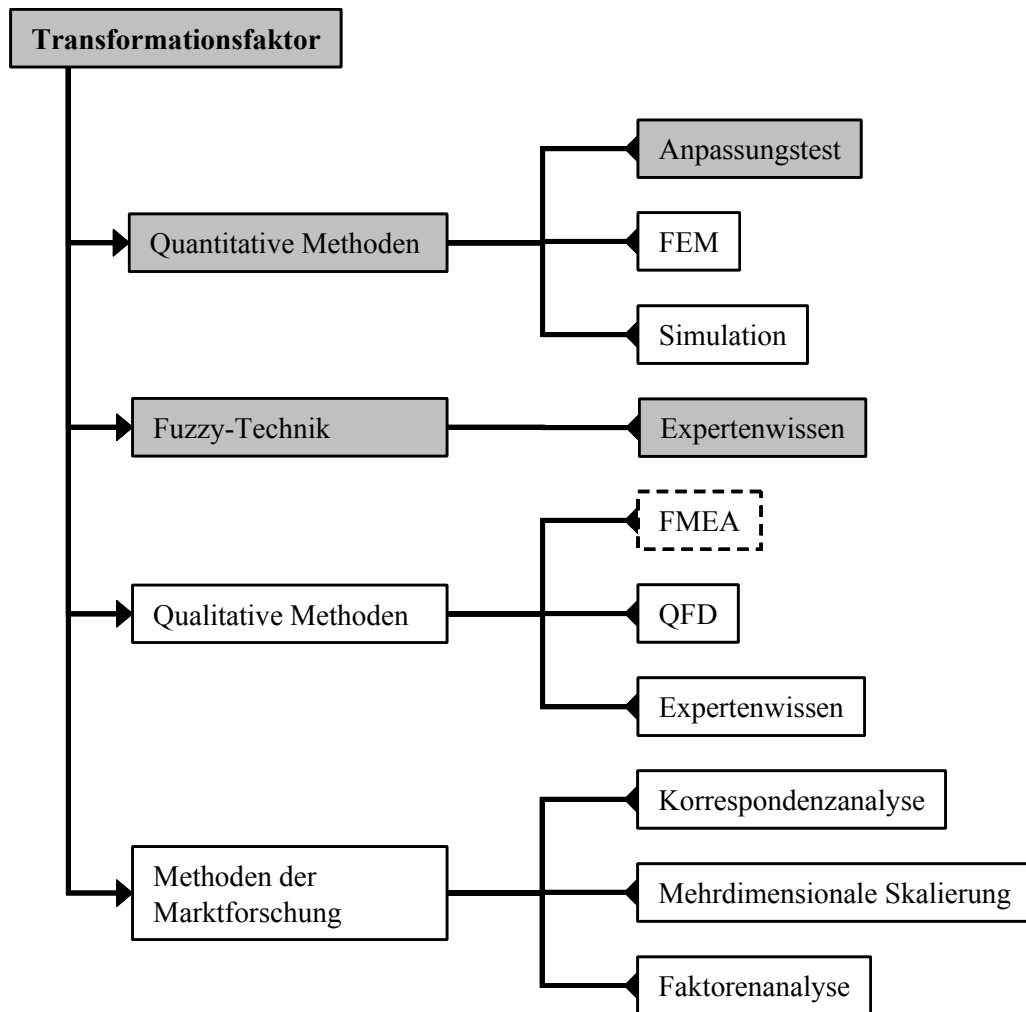 Transformationsfaktor
Quantitative Methoden
Anpassungstest
FEM
Simulation
Fuzzy-Technik
Expertenwissen
Qualitative Methoden
FMEA
QFD
Expertenwissen
Methoden der
Marktforschung
Korrespondenzanalyse
Mehrdimensionale Skalierung
Faktorenanalyse